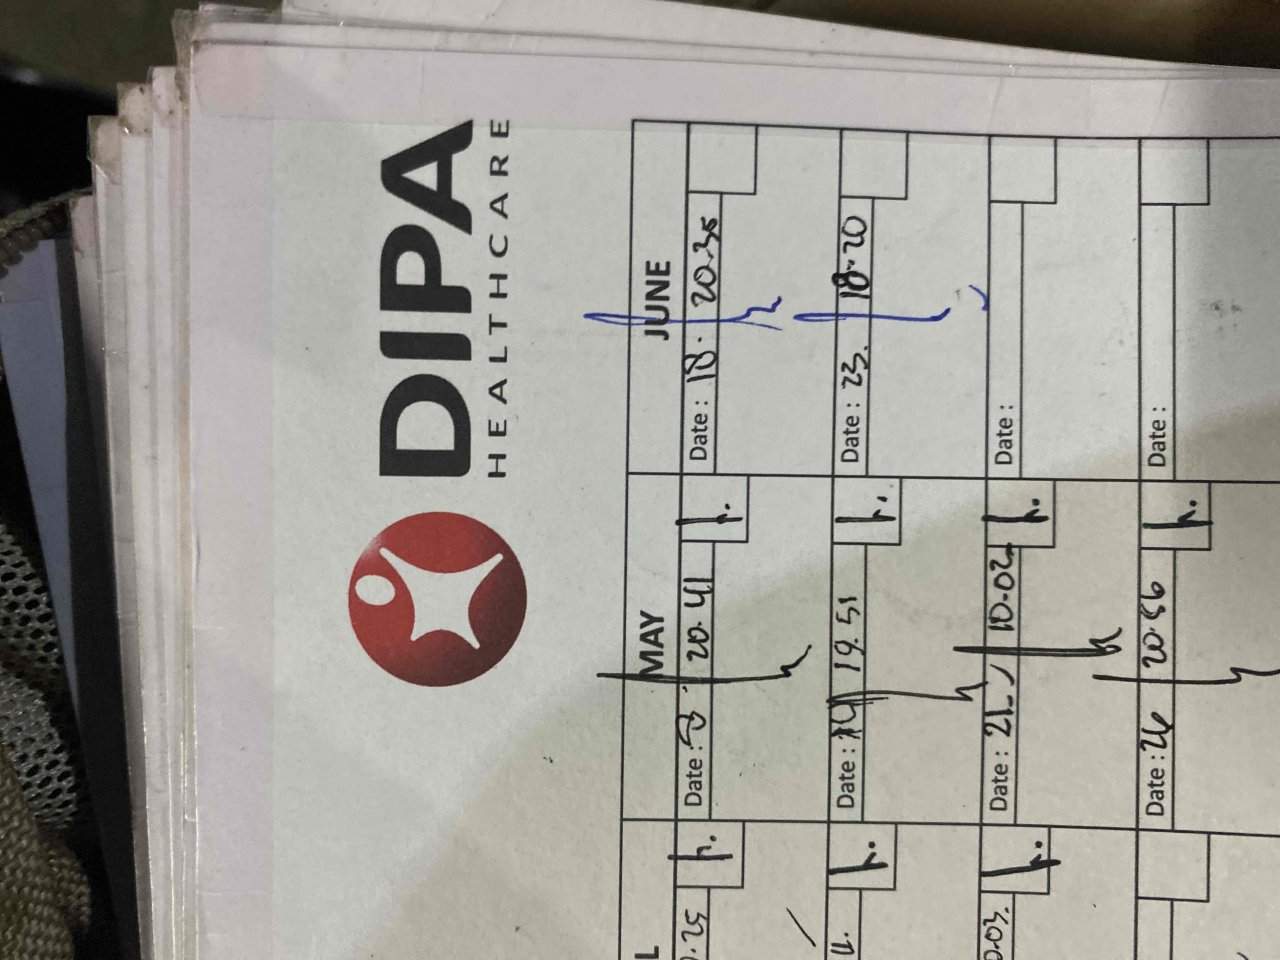 DIPA
HEALTHCARE
MAY
JUNE
Date : 20.41
Date : 18. 20.35
Date : 19.51
Date : 23. 18.20
Date : 21. 10.02
Date :
Date : 26 20.56
Date :